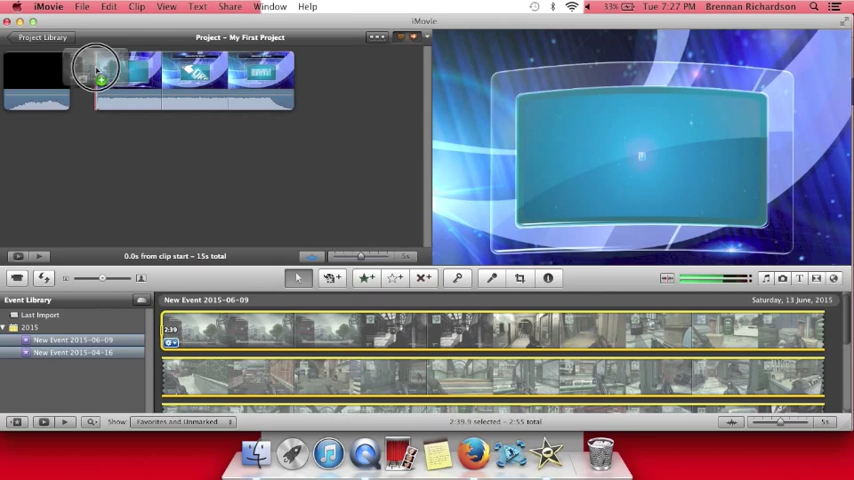 iMovie File Edit Clip View Text Share Window Help 33% Tue 7:27 PM Brennan Richardson
iMovie
Project Library Project - My First Project
0.0s from clip start - 15s total 5s
Event Library New Event 2015-06-09 Saturday, 13 June, 2015
Last Import
2015
New Event 2015-06-09
New Event 2015-04-16
2:39
Show: Favorites and Unmarked 2:39.9 selected - 2:55 total 5s